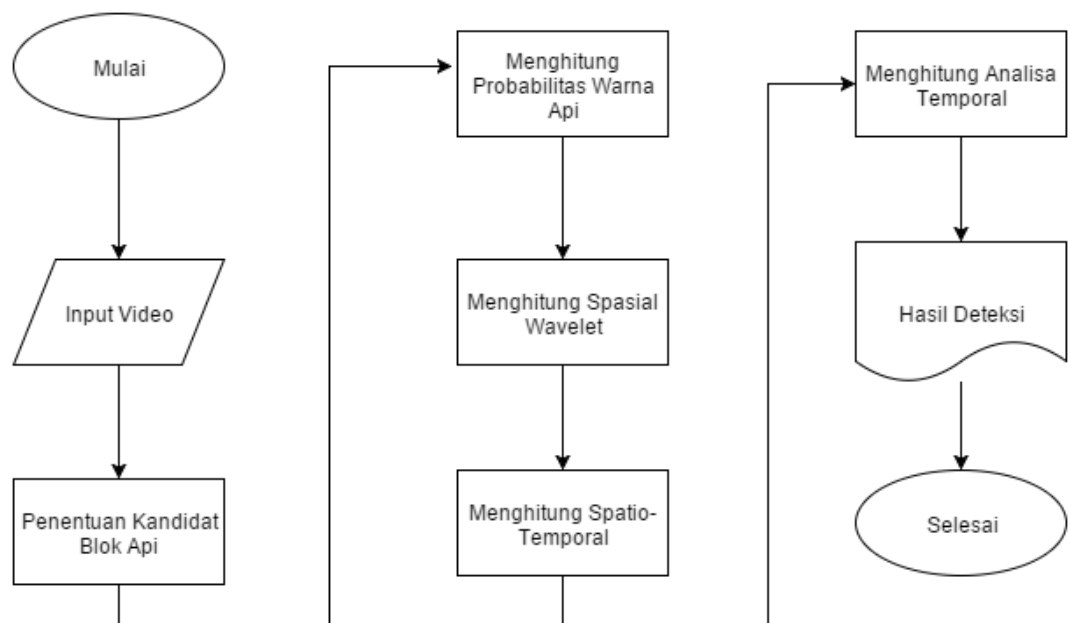 Mulai
Input Video
Penentuan Kandidat
Blok Api
Menghitung
Probabilitas Warna
Api
Menghitung Spasial
Wavelet
Menghitung Spatio-
Temporal
Menghitung Analisa
Temporal
Hasil Deteksi
Selesai